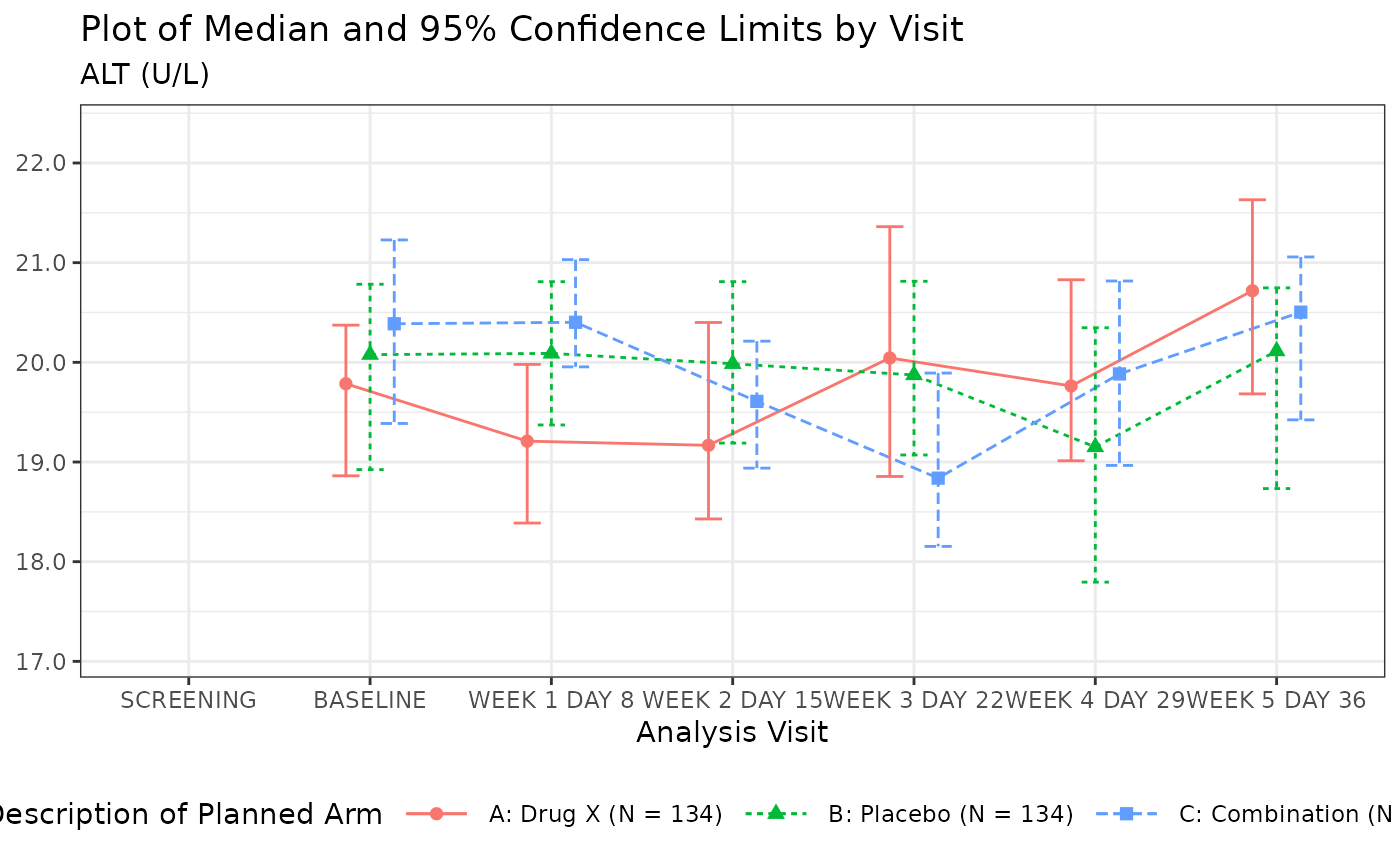 Plot of Median and 95% Confidence Limits by Visit
ALT (U/L)
22.0
21.0
20.0
19.0
18.0
17.0
SCREENING BASELINE WEEK 1 DAY 8 WEEK 2 DAY 15 WEEK 3 DAY 22 WEEK 4 DAY 29 WEEK 5 DAY 36
Analysis Visit
Description of Planned Arm A: Drug X (N = 134) B: Placebo (N = 134) C: Combination (N